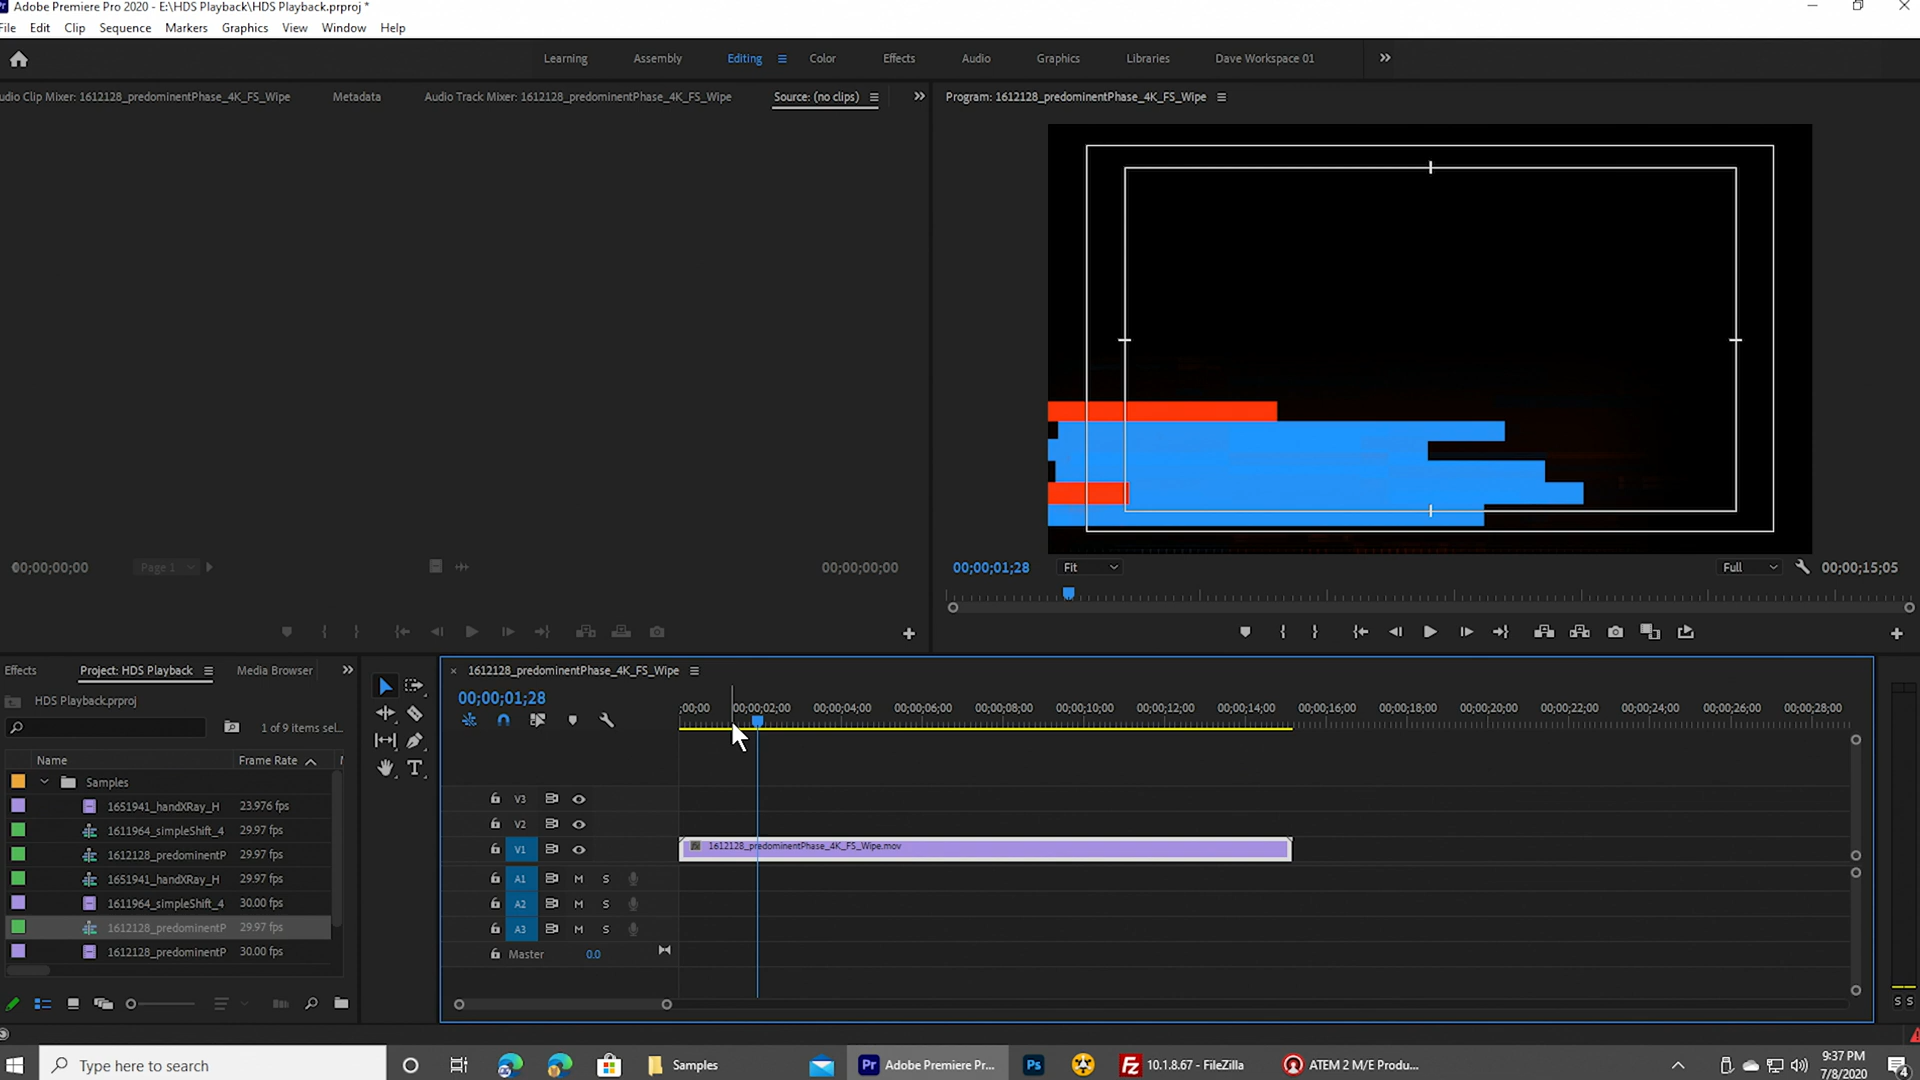 Adobe Premiere Pro 2020 - E:\HDS Playback\HDS Playback.prproj *
File Edit Clip Sequence Markers Graphics View Window Help
Learning Assembly Editing Color Effects Audio Graphics Libraries Dave Workspace 01
udio Clip Mixer: 1612128_predominentPhase_4K_FS_Wipe Metadata Audio Track Mixer: 1612128_predominentPhase_4K_FS_Wipe Source: (no clips) Program: 1612128_predominentPhase_4K_FS_Wipe
00;00;00;00 Page 1 00;00;00;00 00;00;01;28 Fit Full 00;00;15;05
Effects Project: HDS Playback Media Browser
HDS Playback.prproj
1 of 9 items sel...
Name Frame Rate
Samples
1651941_handXRay_H 23.976 fps
1611964_simpleShift_4 29.97 fps
1612128_predominentP 29.97 fps
1651941_handXRay_H 29.97 fps
1611964_simpleShift_4 30.00 fps
1612128_predominentP 29.97 fps
1612128_predominentP 30.00 fps
1612128_predominentPhase_4K_FS_Wipe
00;00;01;28
;00;00 00;00;02;00 00;00;04;00 00;00;06;00 00;00;08;00 00;00;10;00 00;00;12;00 00;00;14;00 00;00;16;00 00;00;18;00 00;00;20;00 00;00;22;00 00;00;24;00 00;00;26;00 00;00;28;00
V3
V2
V1 1612128_predominentPhase_4K_FS_Wipe.mov
A1 M S
A2 M S
A3 M S
Master 0.0
S S
Type here to search Samples Adobe Premiere Pr... Ps 10.1.8.67 - FileZilla ATEM 2 M/E Produ...
9:37 PM
7/8/2020
4